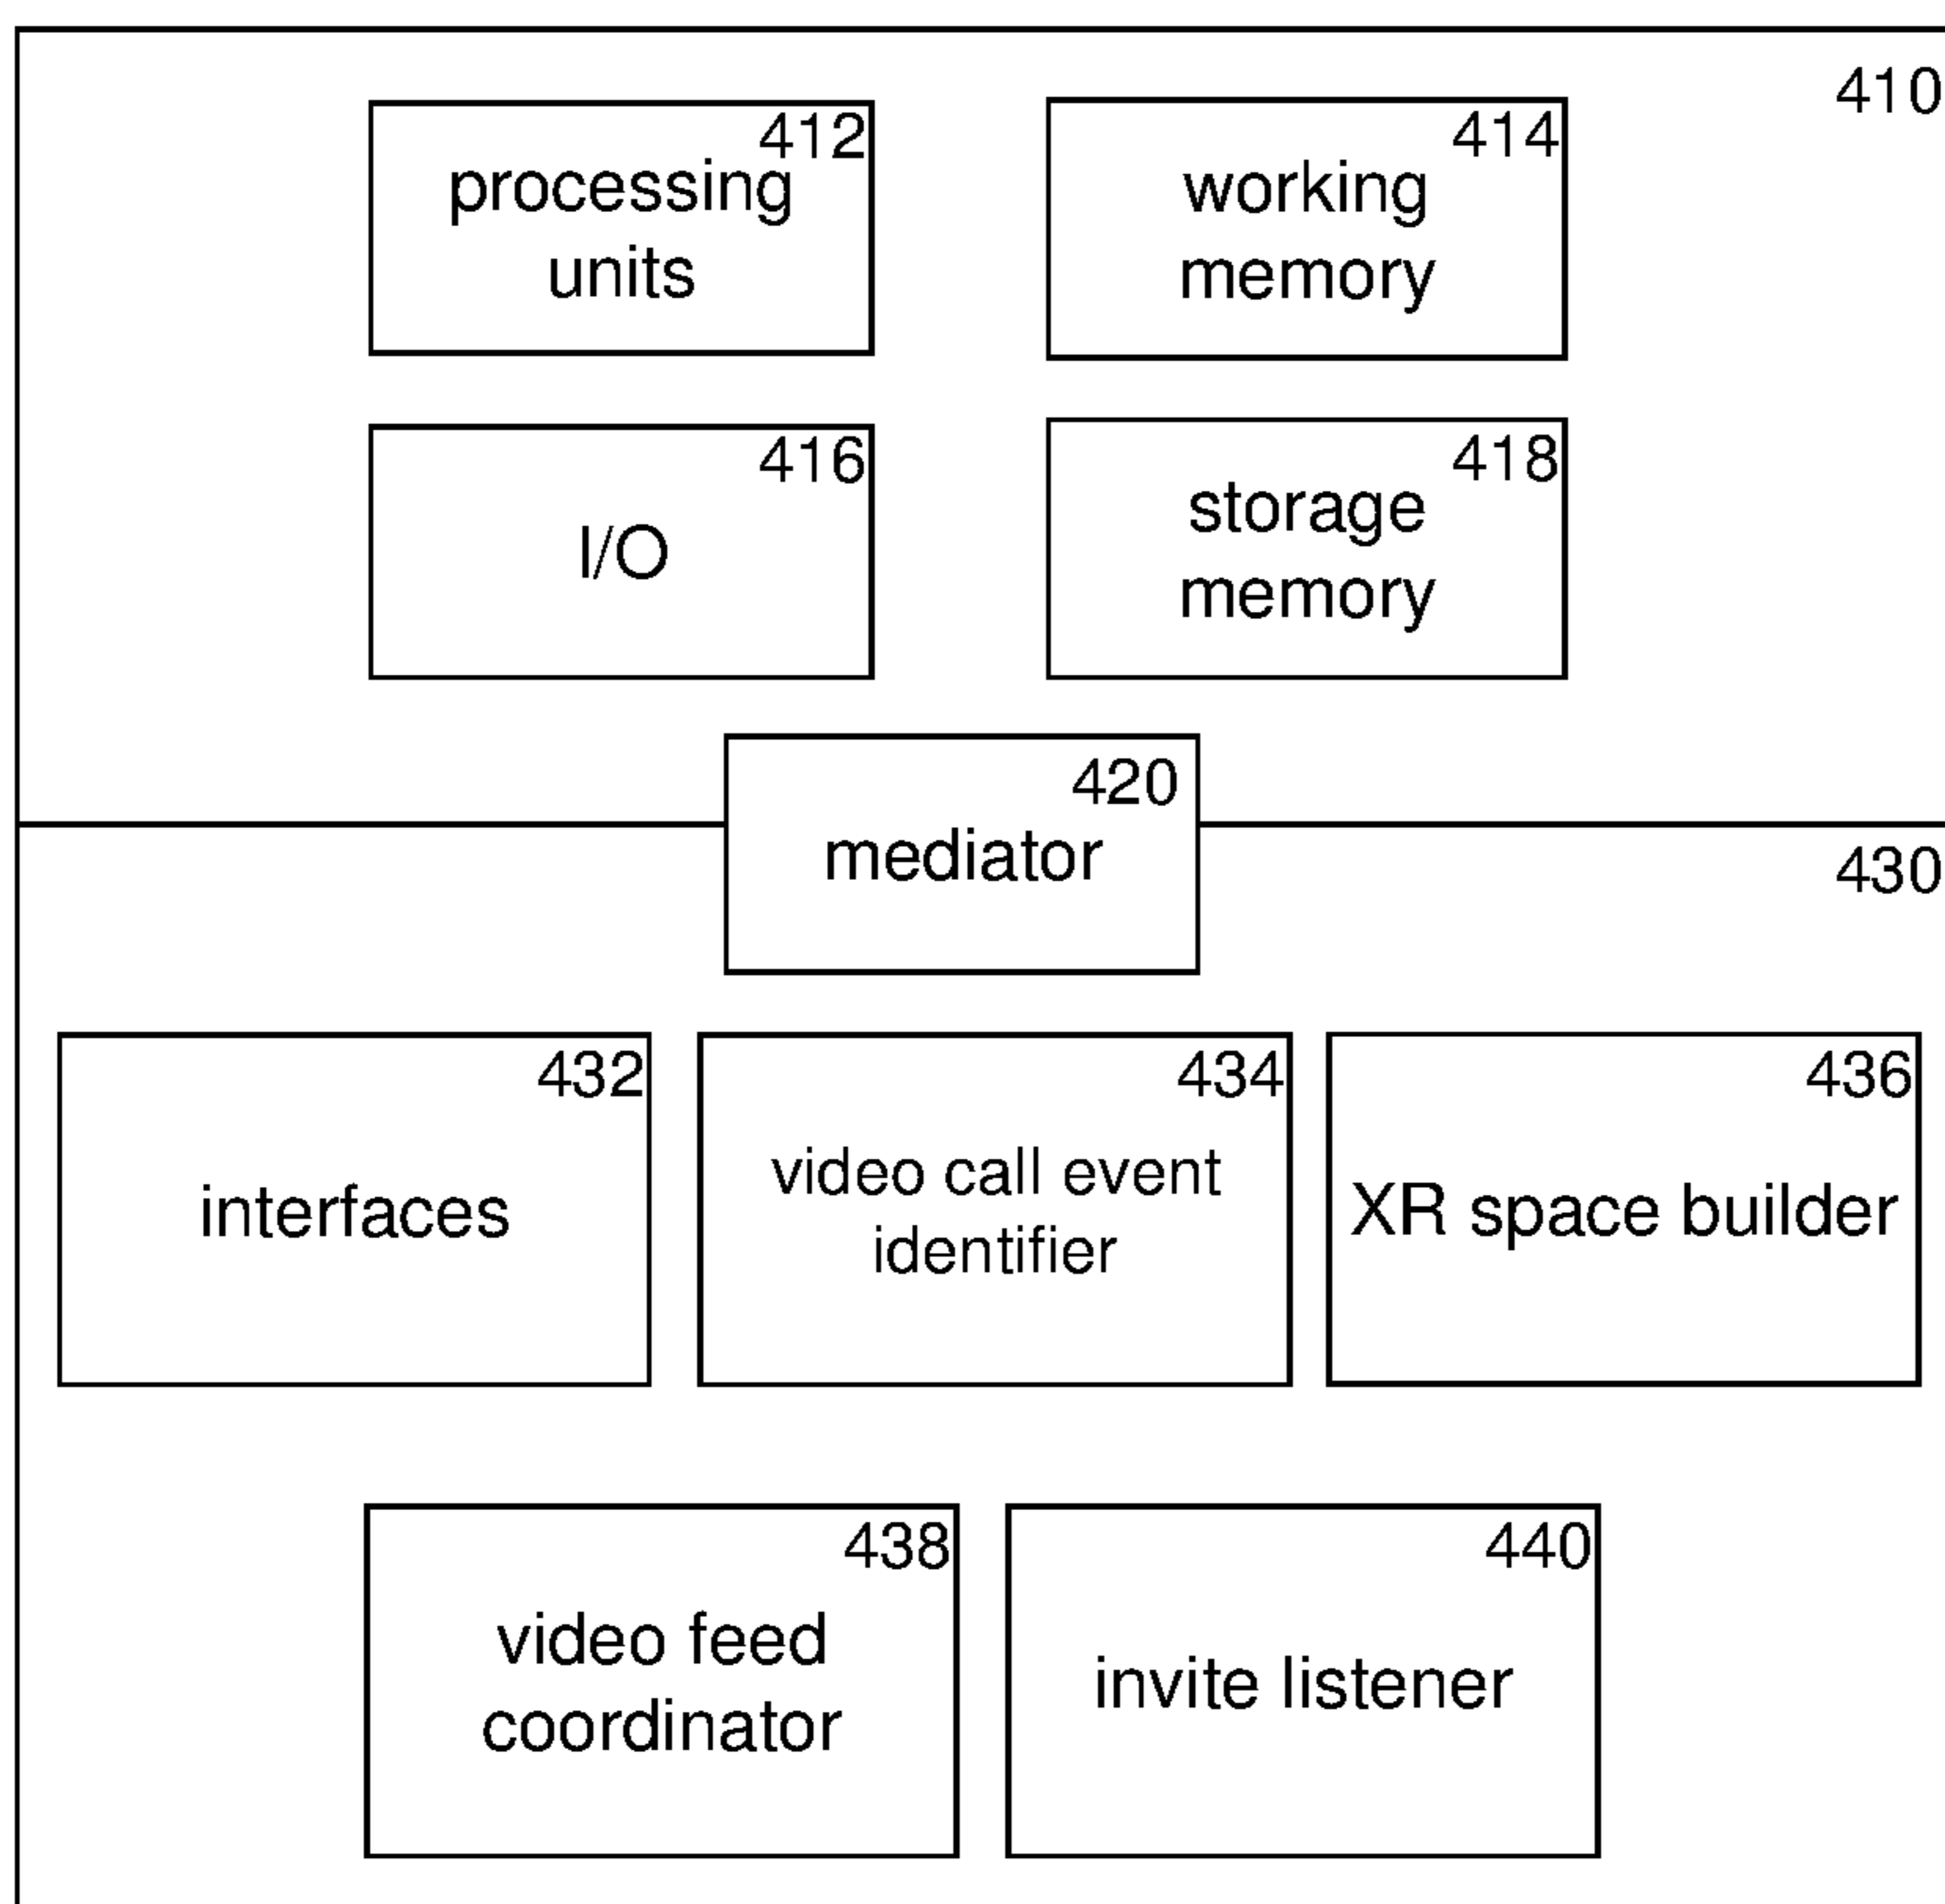 410
412
processing
units
414
working
memory
416
I/O
418
storage
memory
420
mediator
430
432
interfaces
434
video call event
identifier
436
XR space builder
438
video feed
coordinator
440
invite listener